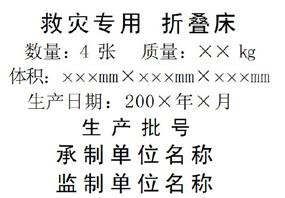 救灾专用 折叠床
数量：4 张 质量：×× kg
体积：×××mm××××mm××××mm
生产日期：200×年×月
生产批号
承制单位名称
监制单位名称